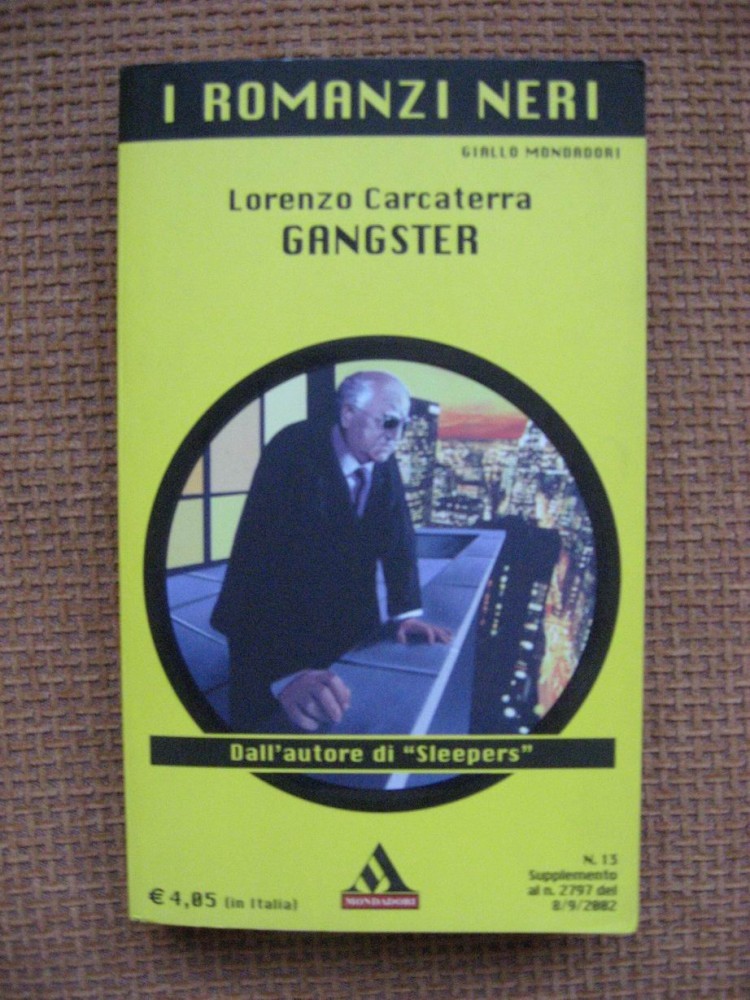 I ROMANZI NERI
GIALLO MONDADORI
Lorenzo Carcaterra
GANGSTER
Dall'autore di "Sleepers"
€ 4,05 (in Italia)
MONDADORI
N. 13
Supplemento
al n. 2797 del
8/9/2002